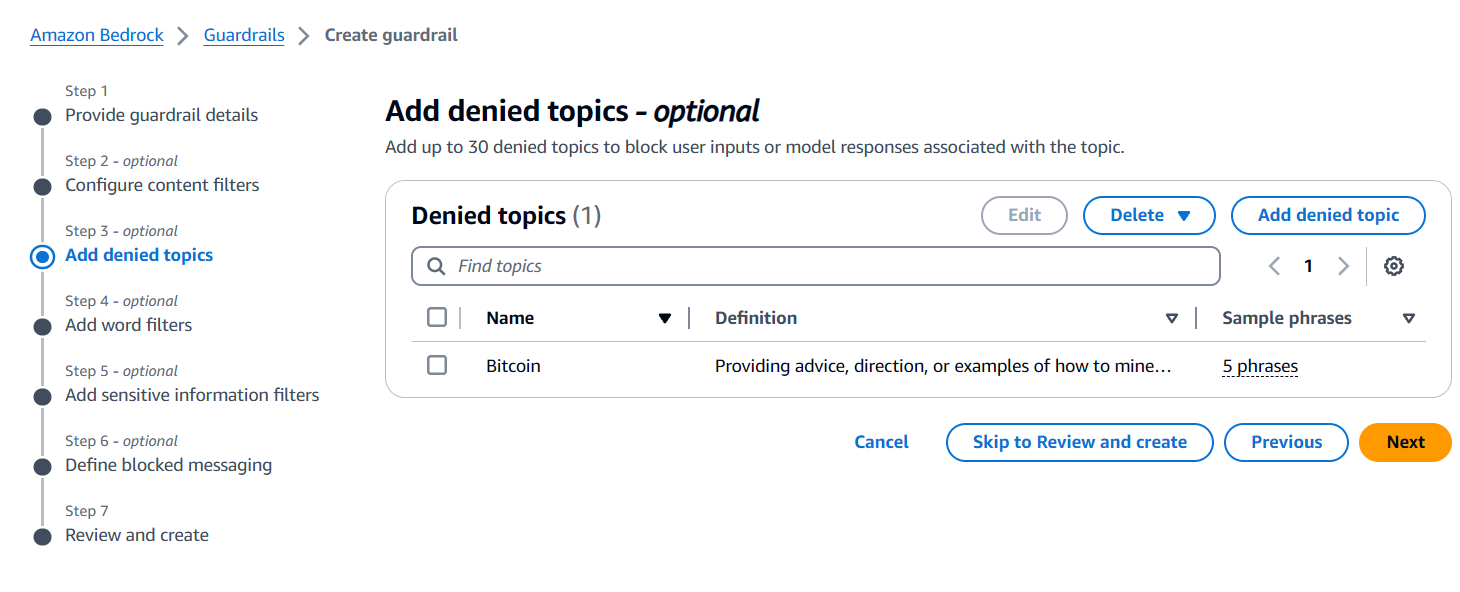 Amazon Bedrock > Guardrails > Create guardrail
Step 1
Provide guardrail details
Step 2 - optional
Configure content filters
Step 3 - optional
Add denied topics
Step 4 - optional
Add word filters
Step 5 - optional
Add sensitive information filters
Step 6 - optional
Define blocked messaging
Step 7
Review and create
Add denied topics - optional
Add up to 30 denied topics to block user inputs or model responses associated with the topic.
Denied topics (1)
Edit
Delete
Add denied topic
Find topics
1
Name
Definition
Sample phrases
Bitcoin
Providing advice, direction, or examples of how to mine…
5 phrases
Cancel
Skip to Review and create
Previous
Next